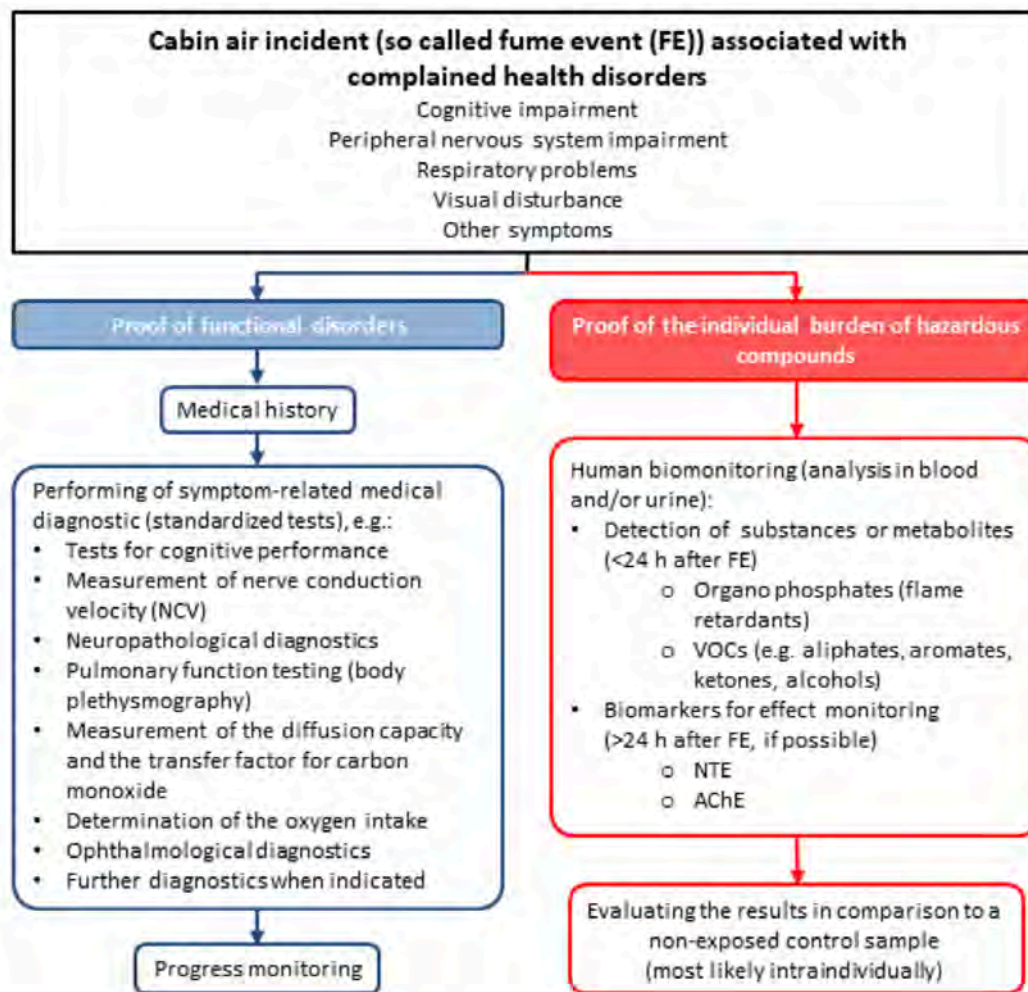 Cabin air incident (so called fume event (FE)) associated with
complained health disorders
Cognitive impairment
Peripheral nervous system impairment
Respiratory problems
Visual disturbance
Other symptoms
Proof of functional disorders
Medical history
Performing of symptom-related medical
diagnostic (standardized tests), e.g.:
• Tests for cognitive performance
• Measurement of nerve conduction
velocity (NCV)
• Neuropathological diagnostics
• Pulmonary function testing (body
plethysmography)
• Measurement of the diffusion capacity
and the transfer factor for carbon
monoxide
• Determination of the oxygen intake
• Ophthalmological diagnostics
• Further diagnostics when indicated
Progress monitoring
Proof of the individual burden of hazardous
compounds
Human biomonitoring (analysis in blood
and/or urine):
• Detection of substances or metabolites
(<24 h after FE)
o Organo phosphates (flame
retardants)
o VOCs (e.g. aliphates, aromates,
ketones, alcohols)
• Biomarkers for effect monitoring
(>24 h after FE, if possible)
o NTE
o AChE
Evaluating the results in comparison to a
non-exposed control sample
(most likely intraindividually)